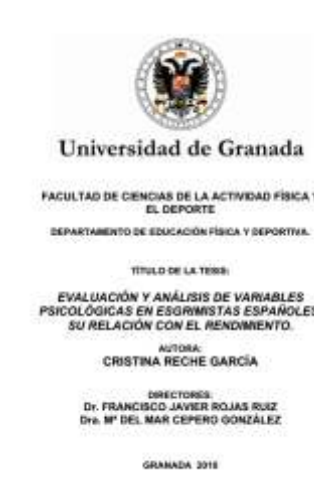 Universidad de Granada
FACULTAD DE CIENCIAS DE LA ACTIVIDAD FÍSICA Y
EL DEPORTE
DEPARTAMENTO DE EDUCACIÓN FÍSICA Y DEPORTIVA.
TÍTULO DE LA TESIS:
EVALUACIÓN Y ANÁLISIS DE VARIABLES
PSICOLÓGICAS EN ESGRIMISTAS ESPAÑOLES
SU RELACIÓN CON EL RENDIMIENTO.
AUTORA:
CRISTINA RECHE GARCÍA
DIRECTORES:
Dr. FRANCISCO JAVIER ROJAS RUIZ
Dra. Mª DEL MAR CEPERO GONZÁLEZ
GRANADA 2010